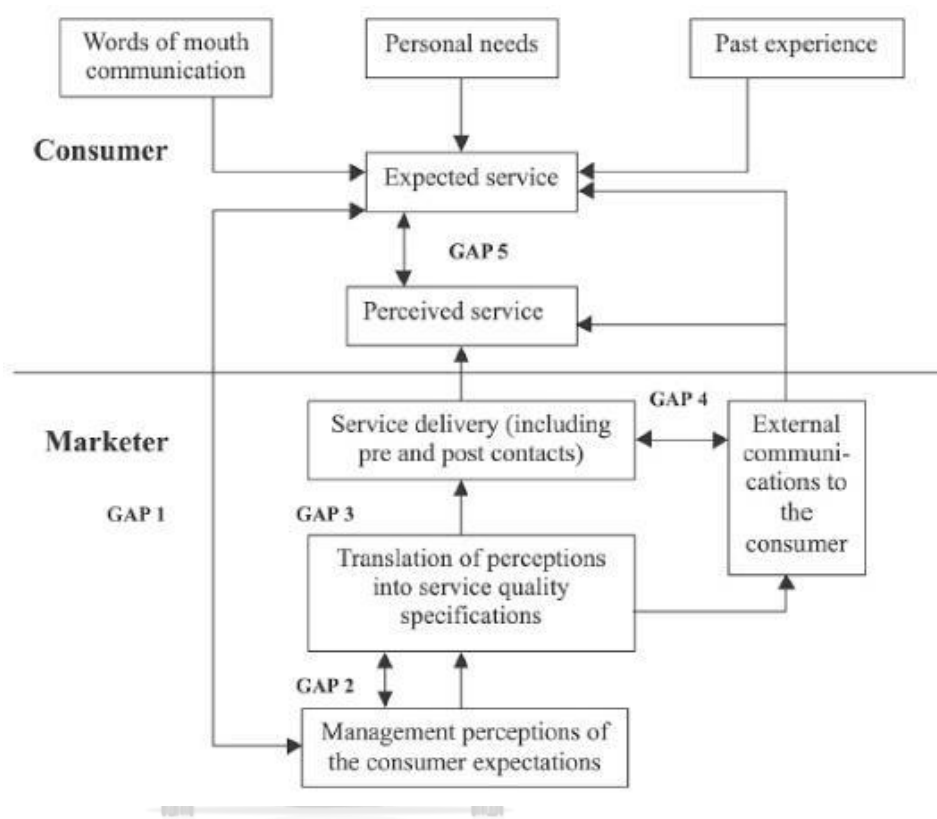 Words of mouth
communication
Personal needs
Past experience
Consumer
Expected service
GAP 5
Perceived service
Marketer
Service delivery (including
pre and post contacts)
GAP 4
External
communi-
cations to
the
consumer
GAP 1
GAP 3
Translation of perceptions
into service quality
specifications
GAP 2
Management perceptions of
the consumer expectations